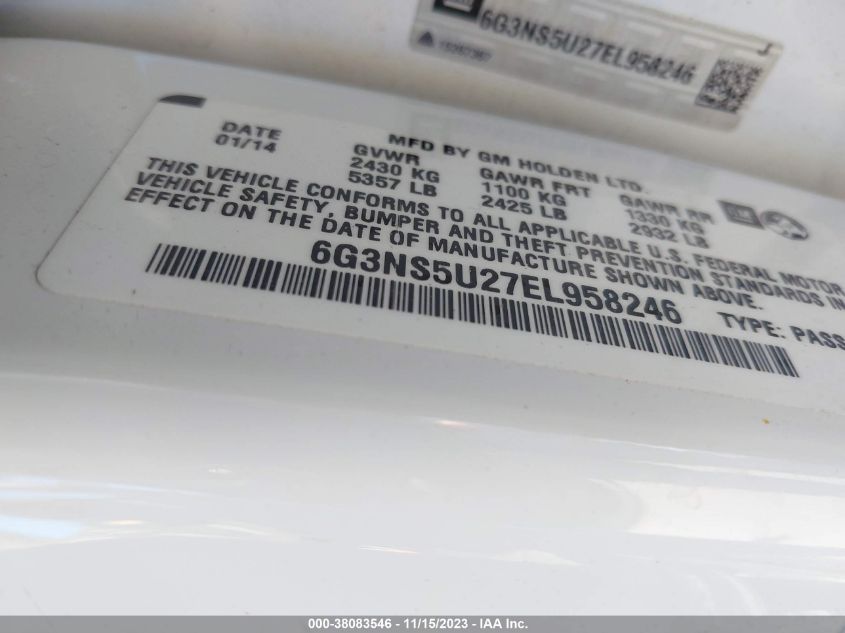 6G3NS5U27EL958246
DATE
01/14
MFD BY GM HOLDEN LTD.
GVWR
2430 KG
5357 LB
GAWR FRT
1100 KG
2425 LB
GAWR RR
1330 KG
2932 LB
THIS VEHICLE CONFORMS TO ALL APPLICABLE U.S. FEDERAL MOTOR
VEHICLE SAFETY, BUMPER AND THEFT PREVENTION STANDARDS IN
EFFECT ON THE DATE OF MANUFACTURE SHOWN ABOVE.
6G3NS5U27EL958246
TYPE: PASS
000-38083546 - 11/15/2023 - IAAI Inc.